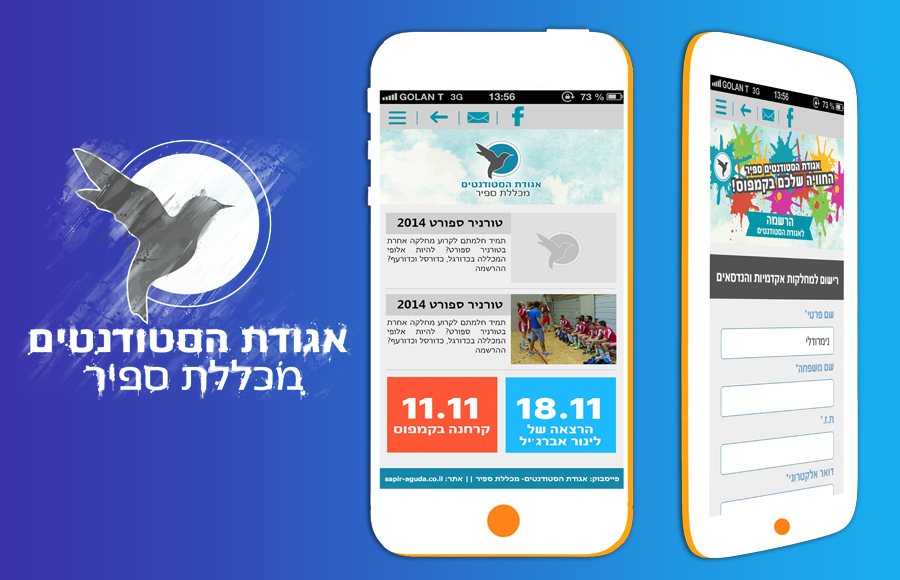 אגודת הסטודנטים
מכללת ספיר
GOLAN T 3G 13:56 73 %
f
אגודת הסטודנטים
מכללת ספיר
טורניר ספורט 2014
תמיד חלמתם לקרוע מחלקה אחרת
בטורניר ספורט? להיות אלופי
המכללה בכדורגל, כדורסל וכדורעף?
ההרשמה
טורניר ספורט 2014
תמיד חלמתם לקרוע מחלקה אחרת
בטורניר ספורט? להיות אלופי
המכללה בכדורגל, כדורסל וכדורעף?
ההרשמה
18.11
הרצאה של
לינור אברג׳יל
11.11
קרחנה בקמפוס
פייסבוק: אגודת הסטודנטים- מכללת ספיר || אתר: sapir-aguda.co.il
GOLAN T 3G 13:56 73 %
f
אגודת הסטודנטים ספיר
החוויה שלכם בקמפוס!
הרשמה
לאגודת הסטודנטים
רישום למחלקות אקדמיות והנדסאים
שם פרטי*
נימרודלי
שם משפחה*
ת.ז.*
דואר אלקטרוני*